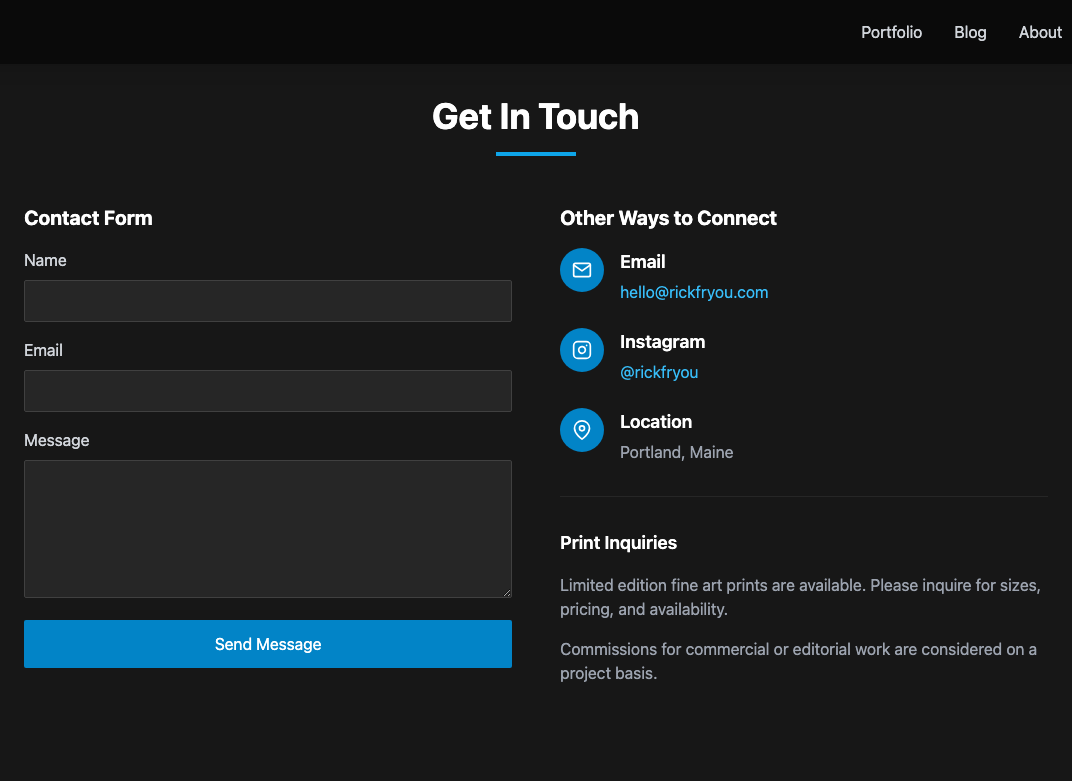 Portfolio Blog About
Get In Touch
Contact Form
Name
Email
Message
Send Message
Other Ways to Connect
Email
hello@rickfryou.com
Instagram
@rickfryou
Location
Portland, Maine
Print Inquiries
Limited edition fine art prints are available. Please inquire for sizes,
pricing, and availability.
Commissions for commercial or editorial work are considered on a
project basis.